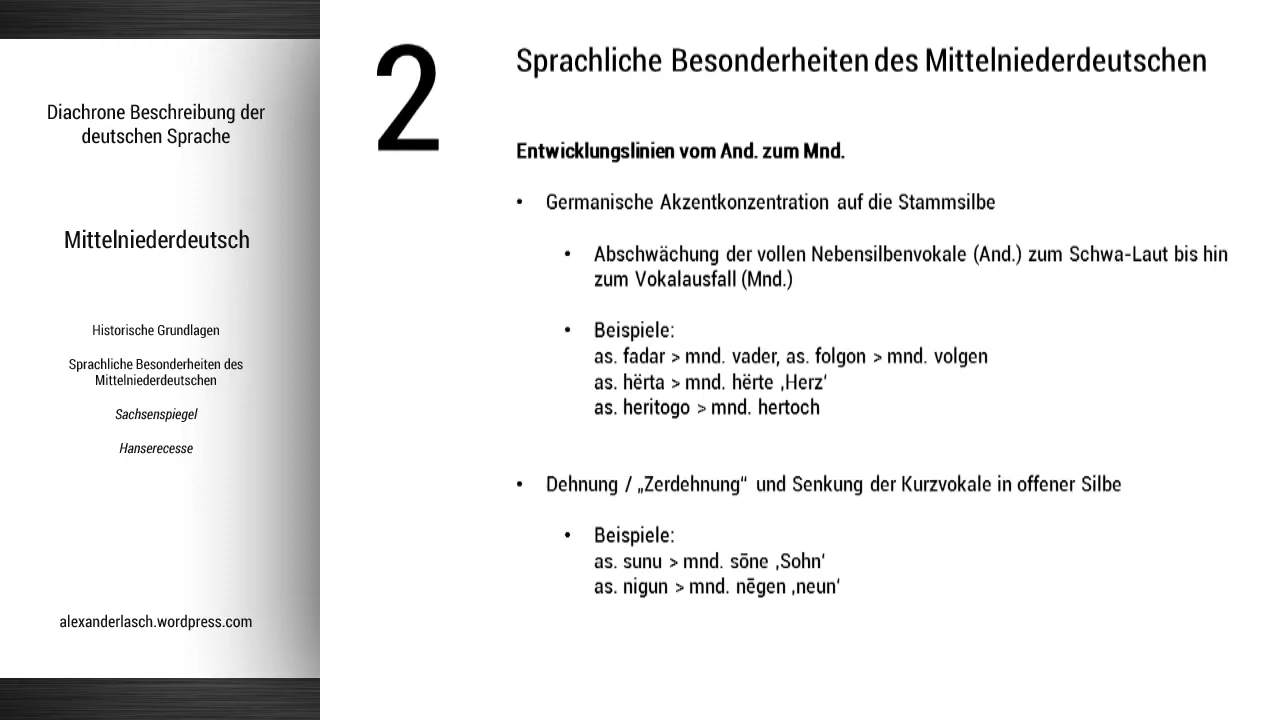 Diachrone Beschreibung der
deutschen Sprache
Mittelniederdeutsch
Historische Grundlagen
Sprachliche Besonderheiten des
Mittelniederdeutschen
Sachsenspiegel
Hanserecesse
alexanderlasch.wordpress.com
2
Sprachliche Besonderheiten des Mittelniederdeutschen
Entwicklungslinien vom And. zum Mnd.
• Germanische Akzentkonzentration auf die Stammsilbe
• Abschwächung der vollen Nebensilbenvokale (And.) zum Schwa-Laut bis hin
zum Vokalausfall (Mnd.)
• Beispiele:
as. fadar > mnd. vader, as. folgon > mnd. volgen
as. hërta > mnd. hërte ‚Herz‘
as. heritogo > mnd. hertoch
• Dehnung / „Zerdehnung“ und Senkung der Kurzvokale in offener Silbe
• Beispiele:
as. sunu > mnd. sōne ‚Sohn‘
as. nigun > mnd. nēgen ‚neun‘